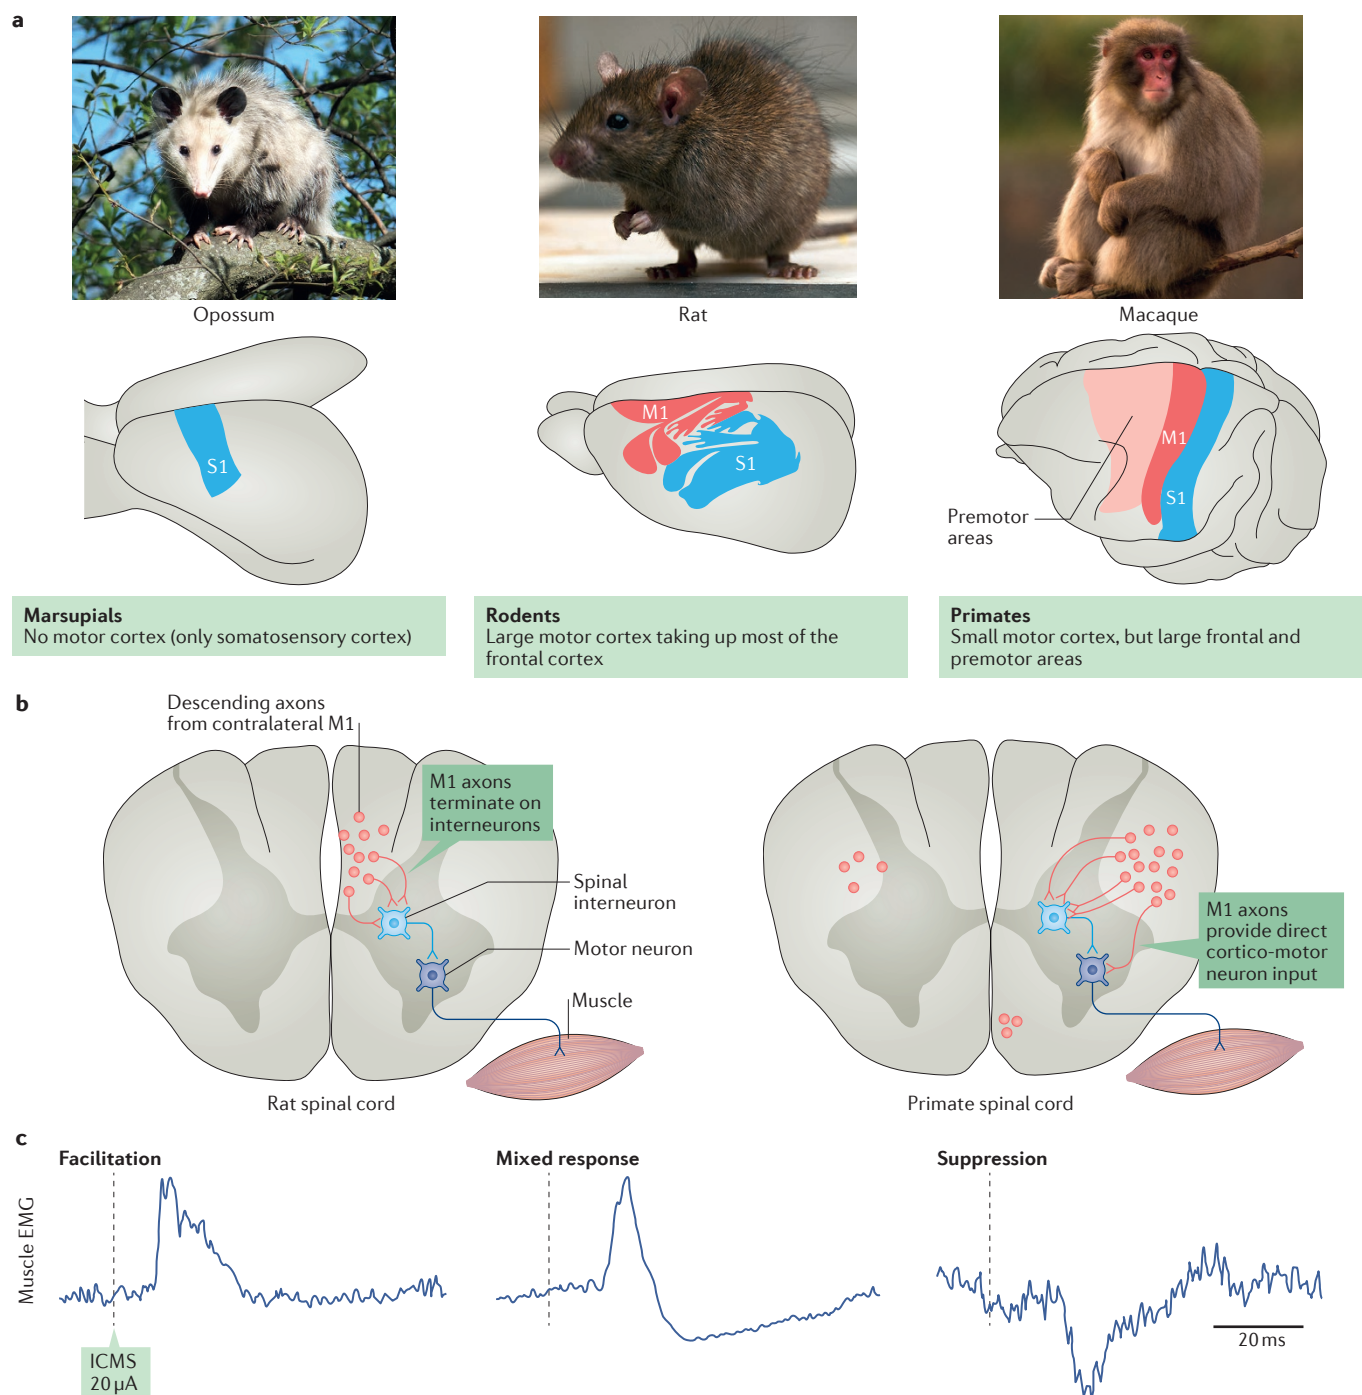 a
Opossum
Rat
Macaque
S1
M1
S1
M1
S1
Premotor
areas
Marsupials
No motor cortex (only somatosensory cortex)
Rodents
Large motor cortex taking up most of the
frontal cortex
Primates
Small motor cortex, but large frontal and
premotor areas
b
Descending axons
from contralateral M1
M1 axons
terminate on
interneurons
Spinal
interneuron
Motor neuron
Muscle
Rat spinal cord
M1 axons
provide direct
cortico-motor
neuron input
Primate spinal cord
c
Facilitation
Mixed response
Suppression
Muscle EMG
ICMS
20 µA
20 ms